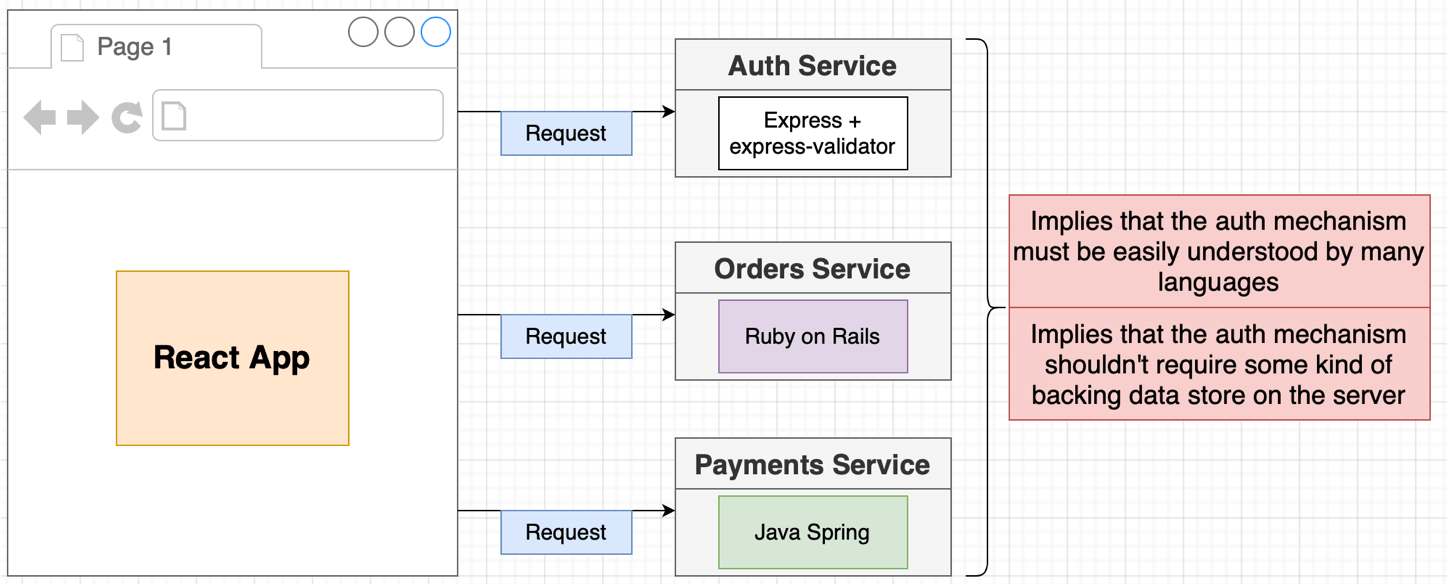 Page 1
Auth Service
Express +
express-validator
Request
Orders Service
Ruby on Rails
Request
React App
Payments Service
Java Spring
Request
Implies that the auth mechanism
must be easily understood by many
languages
Implies that the auth mechanism
shouldn't require some kind of
backing data store on the server